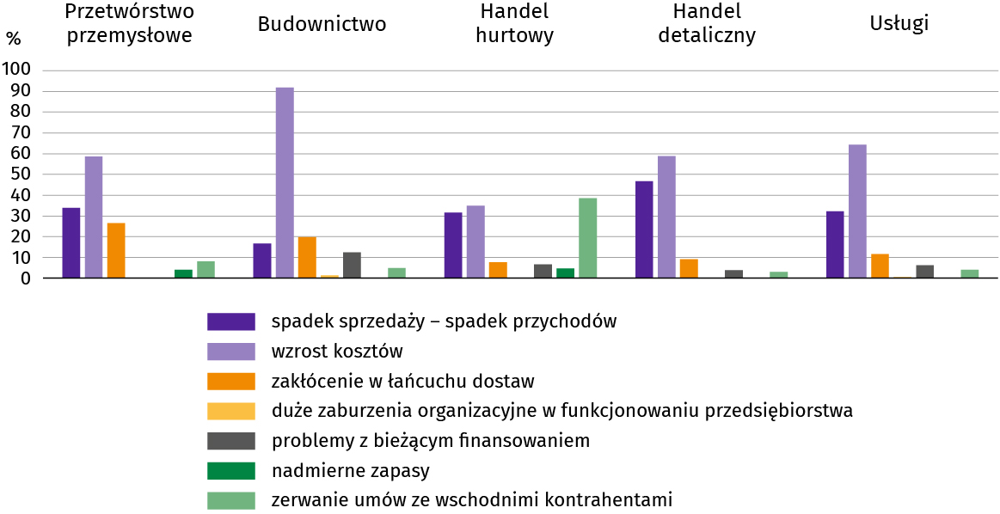 Przetwórstwo
przemysłowe
Budownictwo
Handel
hurtowy
Handel
detaliczny
Usługi
%
100
90
80
70
60
50
40
30
20
10
0
spadek sprzedaży – spadek przychodów
wzrost kosztów
zakłócenie w łańcuchu dostaw
duże zaburzenia organizacyjne w funkcjonowaniu przedsiębiorstwa
problemy z bieżącym finansowaniem
nadmierne zapasy
zerwanie umów ze wschodnimi kontrahentami